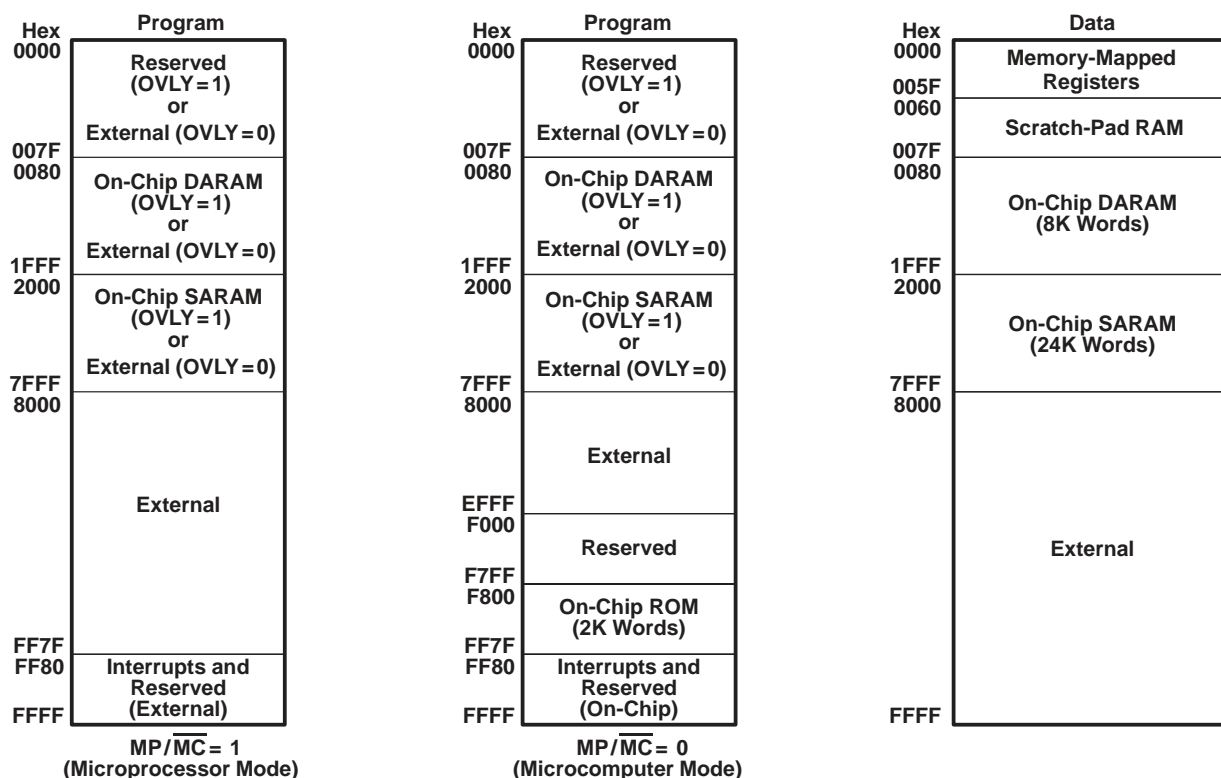 Hex
Program
0000
Reserved
(OVLY = 1)
or
External (OVLY = 0)
007F
0080
On-Chip DARAM
(OVLY = 1)
or
External (OVLY = 0)
1FFF
2000
On-Chip SARAM
(OVLY = 1)
or
External (OVLY = 0)
7FFF
8000
External
FF7F
FF80
Interrupts and
Reserved
(External)
FFFF
MP/M̅C̅ = 1
(Microprocessor Mode)
Hex
Program
0000
Reserved
(OVLY = 1)
or
External (OVLY = 0)
007F
0080
On-Chip DARAM
(OVLY = 1)
or
External (OVLY = 0)
1FFF
2000
On-Chip SARAM
(OVLY = 1)
or
External (OVLY = 0)
7FFF
8000
External
EFFF
F000
Reserved
F7FF
F800
On-Chip ROM
(2K Words)
FF7F
FF80
Interrupts and
Reserved
(On-Chip)
FFFF
MP/M̅C̅ = 0
(Microcomputer Mode)
Hex
Data
0000
Memory-Mapped
Registers
005F
0060
Scratch-Pad RAM
007F
0080
On-Chip DARAM
(8K Words)
1FFF
2000
On-Chip SARAM
(24K Words)
7FFF
8000
External
FFFF